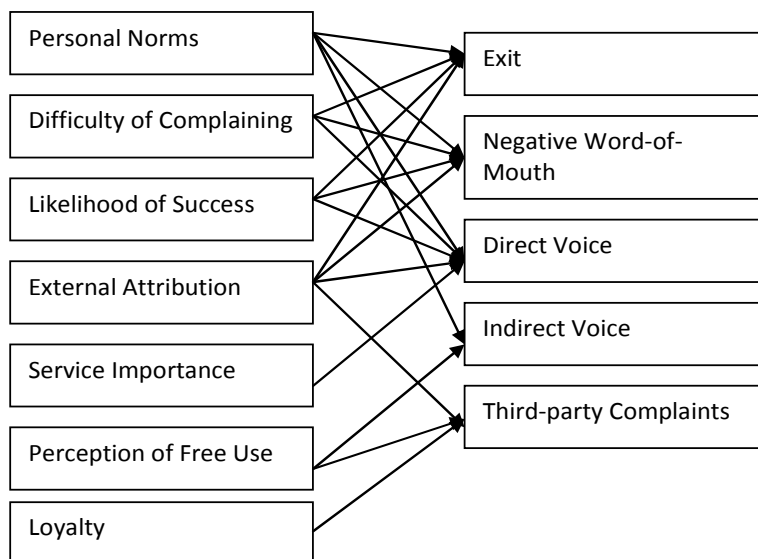 Personal Norms
Difficulty of Complaining
Likelihood of Success
External Attribution
Service Importance
Perception of Free Use
Loyalty
Exit
Negative Word-of-
Mouth
Direct Voice
Indirect Voice
Third-party Complaints